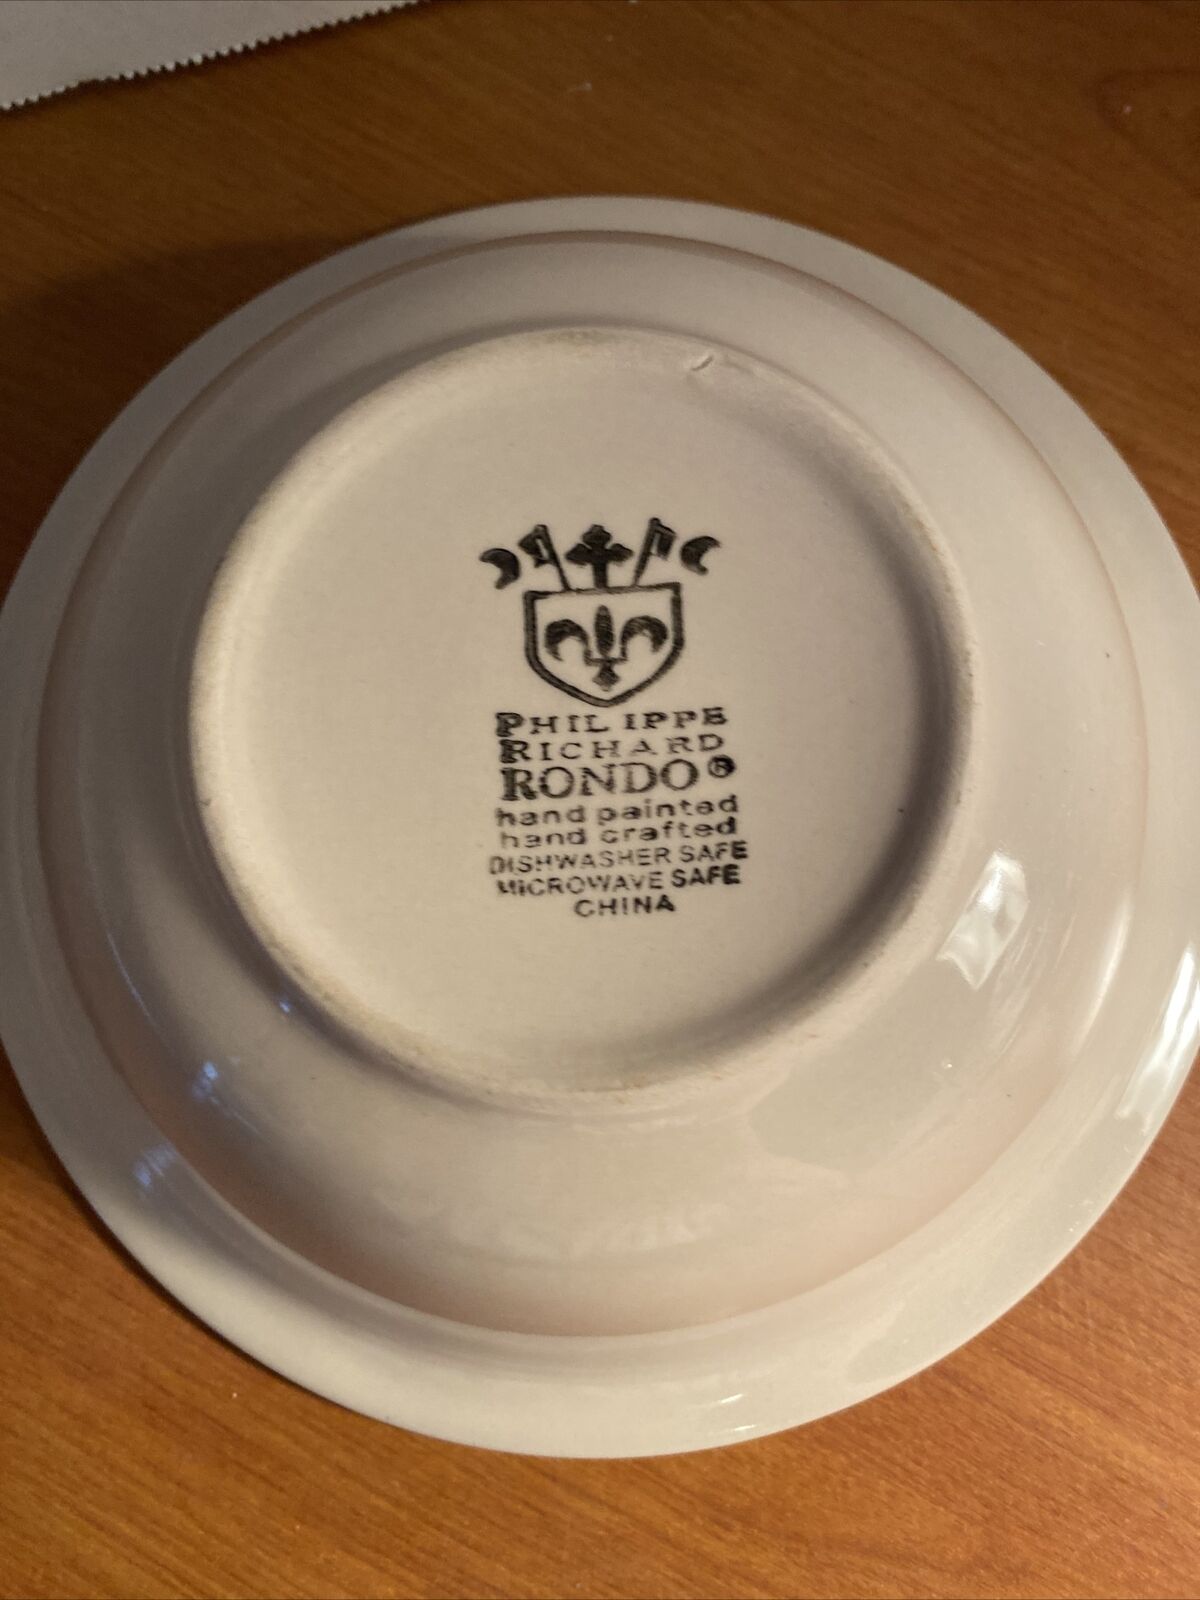 PHILIPPE
RICHARD
RONDO®
hand painted
hand crafted
DISHWASHER SAFE
MICROWAVE SAFE
CHINA